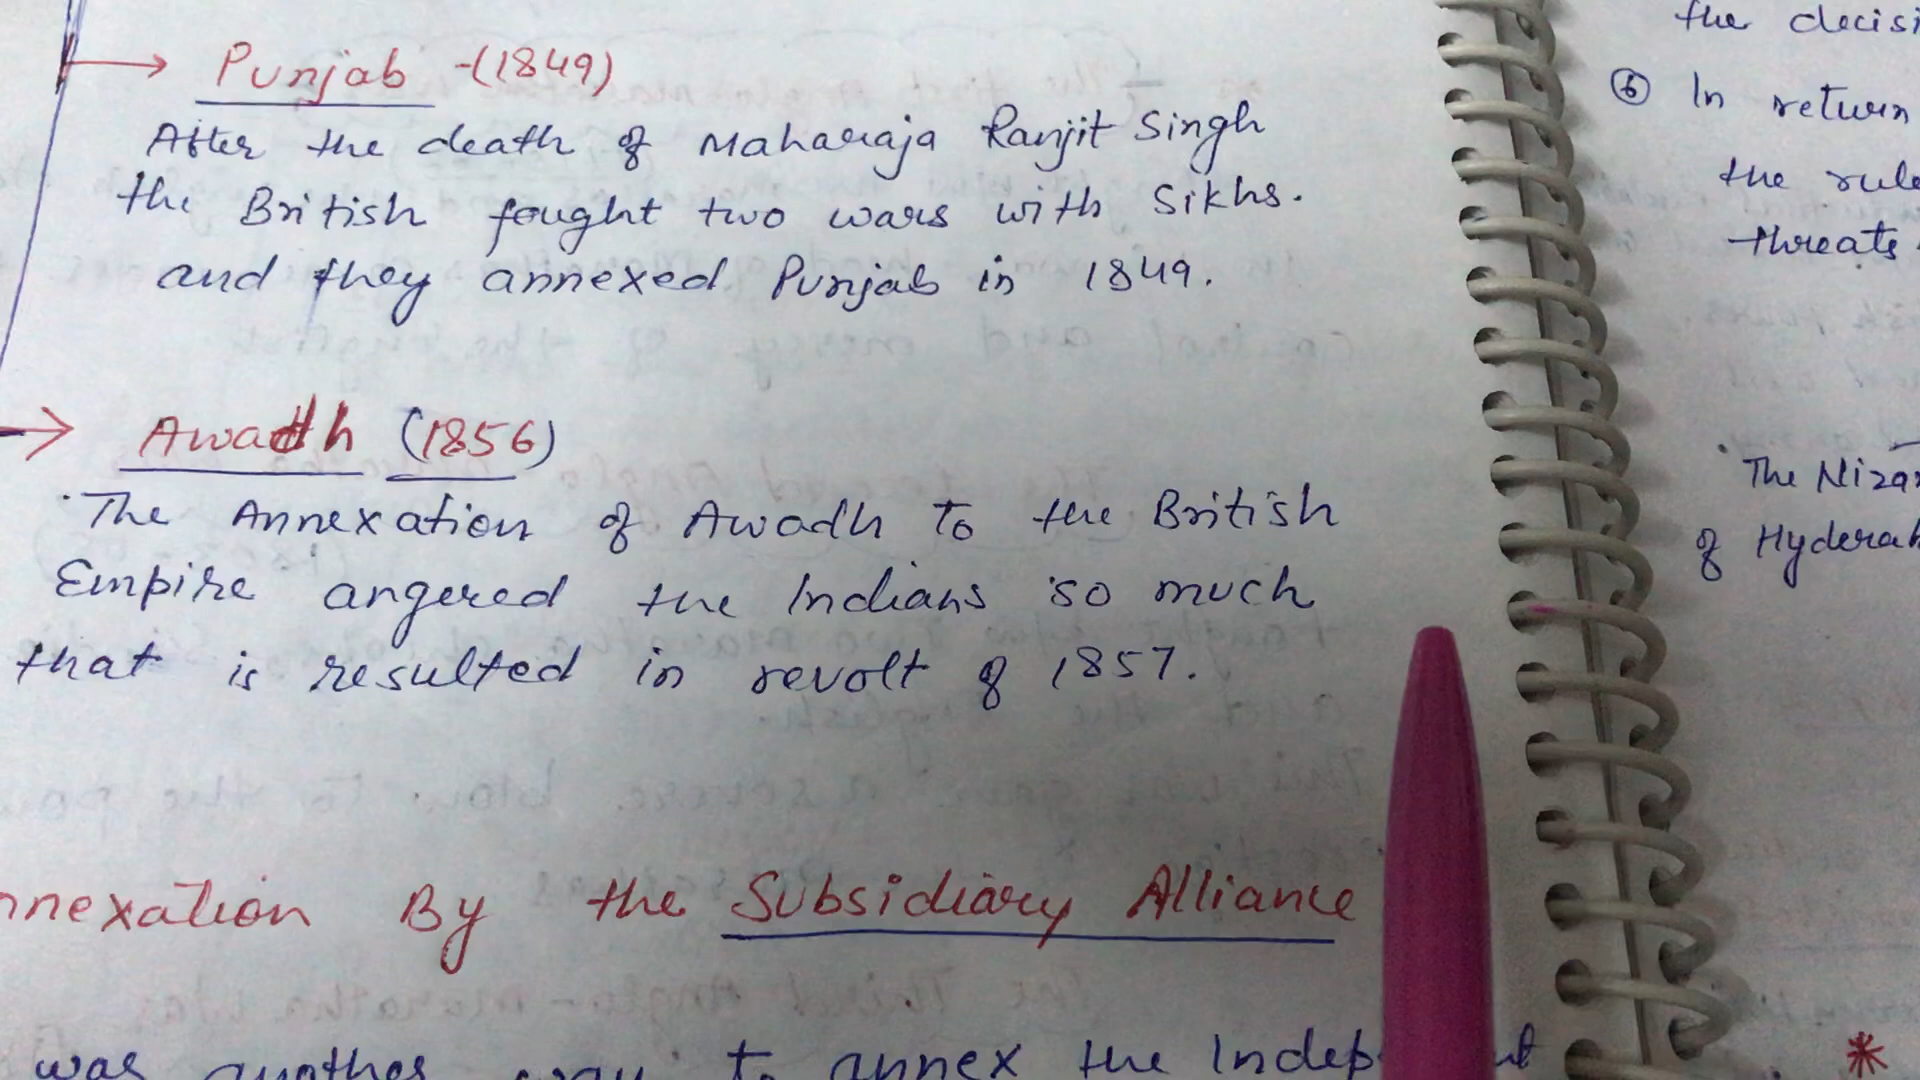 Punjab -(1849)
After the death of Maharaja Ranjit Singh
the British fought two wars with Sikhs.
and they annexed Punjab in 1849.
Awadh (1856)
The Annexation of Awadh to the British
Empire angered the Indians so much
that is resulted in revolt of 1857.
nnexation By the Subsidiary Alliance
was another way to annex the Indep
the decisi
6 In return
the rule
threats
The Niza
of Hyderab